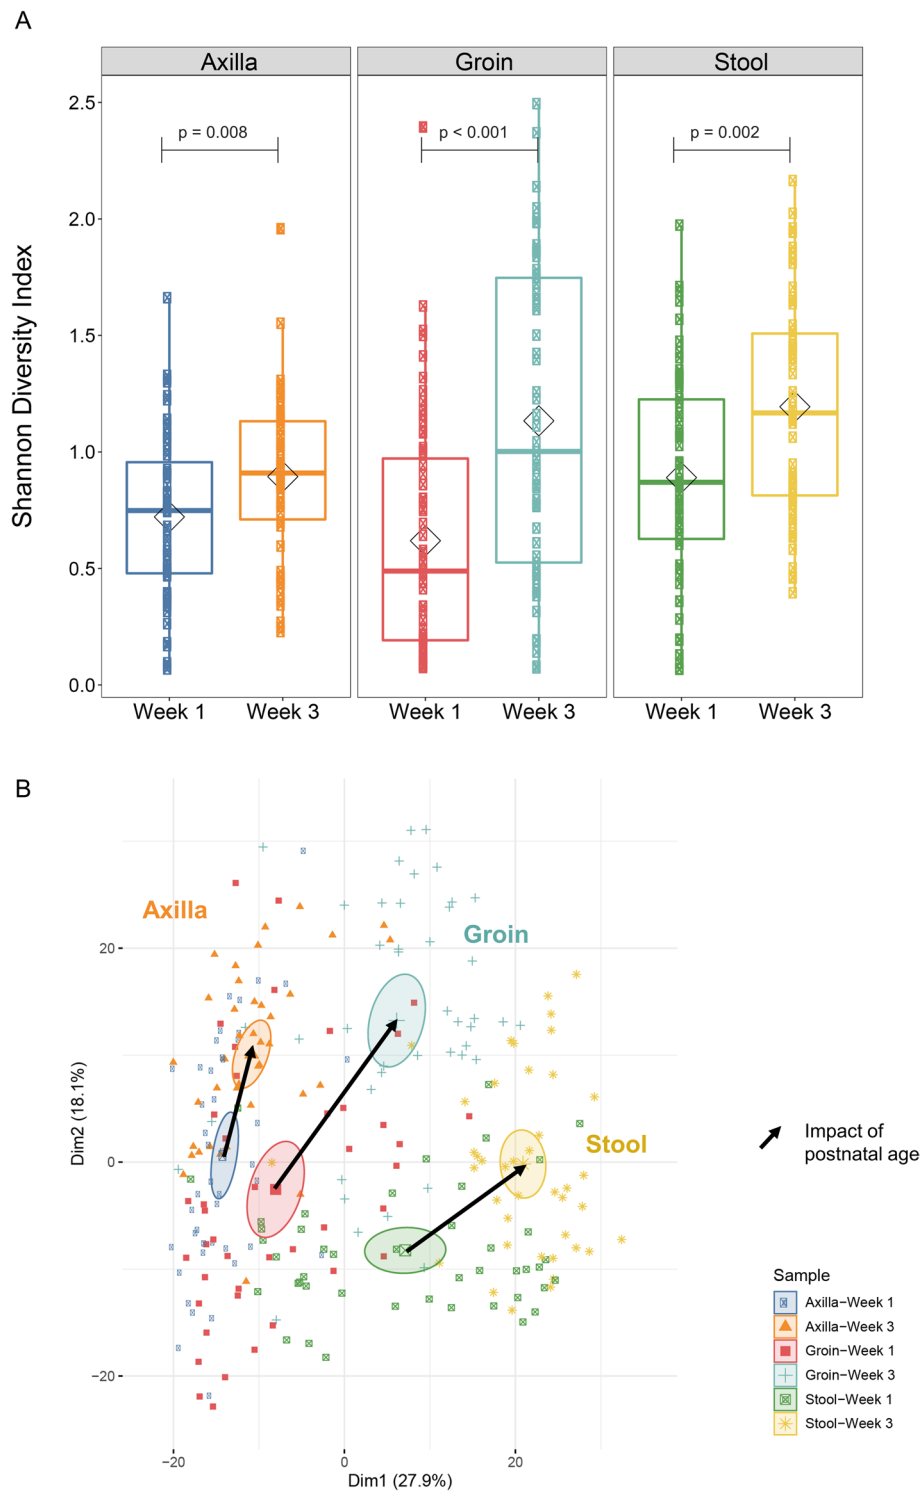 A
Axilla
Groin
Stool
Shannon Diversity Index
2.5
2.0
1.5
1.0
0.5
0.0
p = 0.008
p < 0.001
p = 0.002
Week 1
Week 3
Week 1
Week 3
Week 1
Week 3
B
Axilla
Groin
Stool
Dim2 (18.1%)
20
0
−20
−20
0
20
Dim1 (27.9%)
Impact of
postnatal age
Sample
Axilla−Week 1
Axilla−Week 3
Groin−Week 1
Groin−Week 3
Stool−Week 1
Stool−Week 3